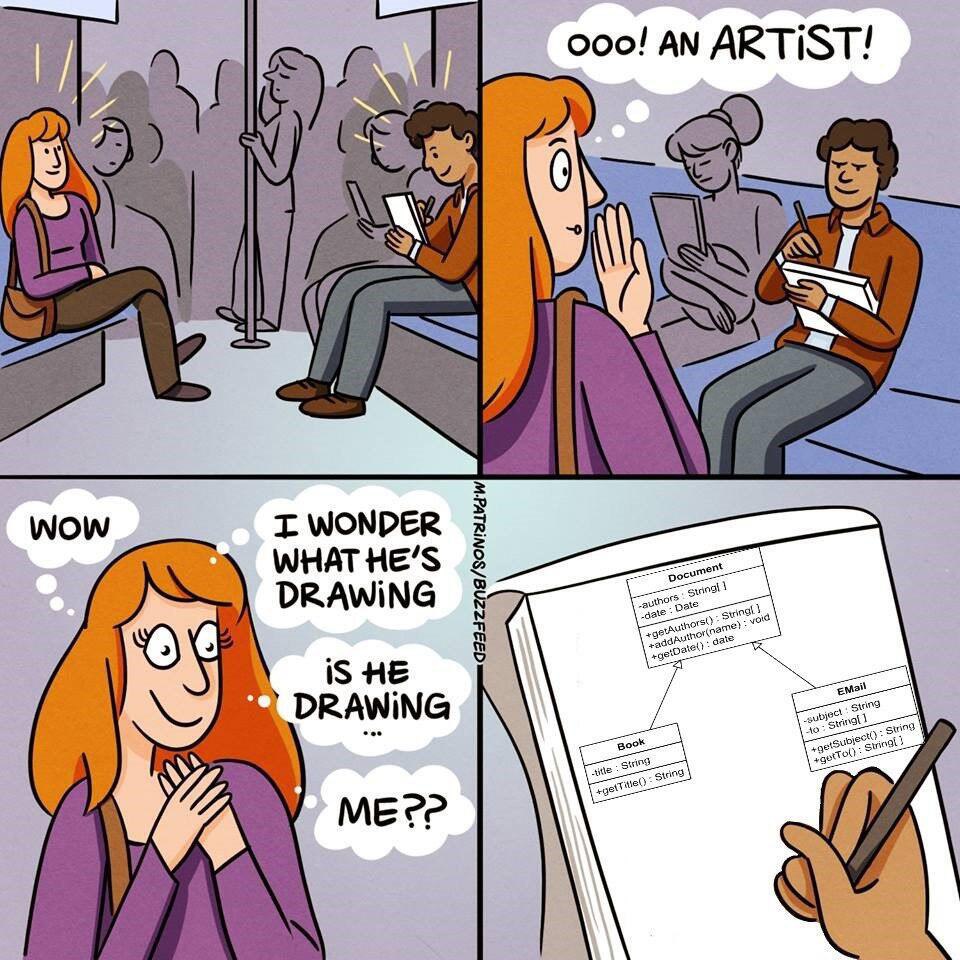 OOO! AN ARTiST!
WOW
I WONDER
WHAT HE'S
DRAWiNG
iS HE
DRAWiNG
...
ME??
M.PATRiNOS/BUZZFEED
Document
-authors : String[ ]
-date : Date
+getAuthors() : String[ ]
+addAuthor(name) : void
+getDate() : date
Book
-title : String
+getTitle() : String
EMail
-subject : String
-to : String[ ]
+getSubject() : String
+getTo() : String[ ]